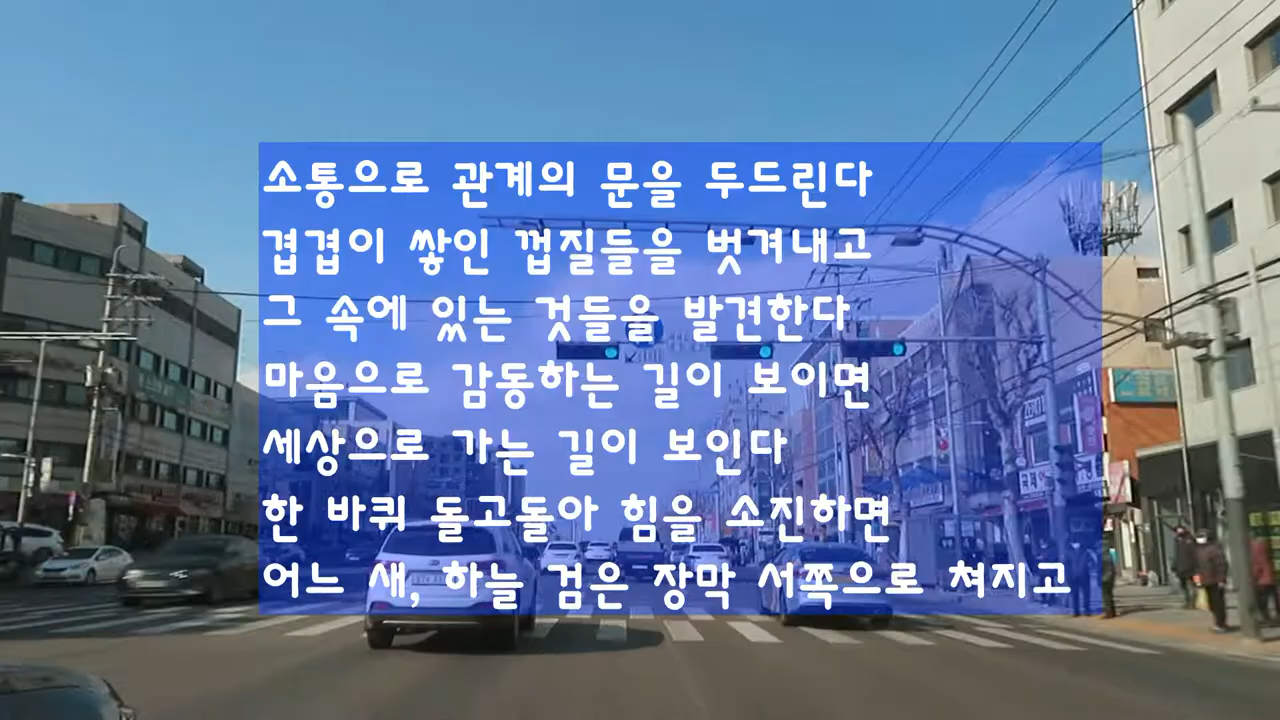 소통으로 관계의 문을 두드린다
겹겹이 쌓인 껍질들을 벗겨내고
그 속에 있는 것들을 발견한다
마음으로 감동하는 길이 보이면
세상으로 가는 길이 보인다
한 바퀴 돌고돌아 힘을 소진하면
어느 새, 하늘 검은 장막 서쪽으로 쳐지고